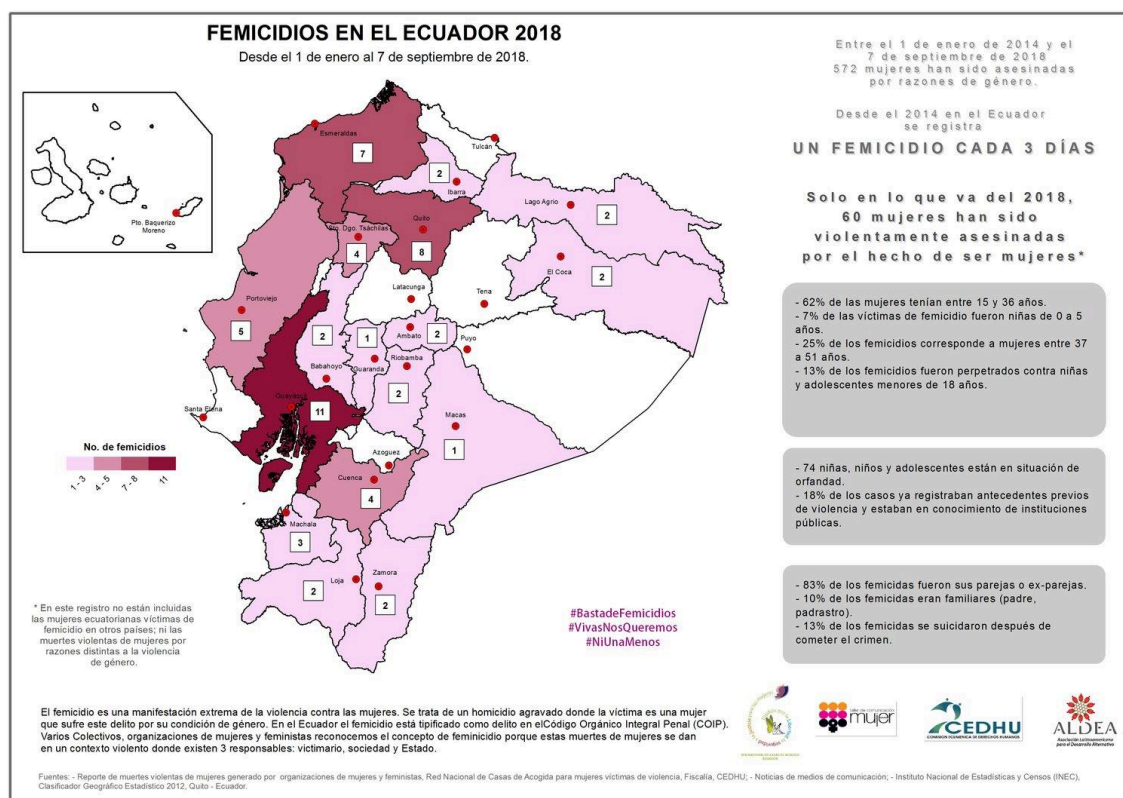 FEMICIDIOS EN EL ECUADOR 2018
Desde el 1 de enero al 7 de septiembre de 2018.
Entre el 1 de enero de 2014 y el
7 de septiembre de 2018
572 mujeres han sido asesinadas
por razones de género.
Desde el 2014 en el Ecuador
se registra
UN FEMICIDIO CADA 3 DÍAS
Solo en lo que va del 2018,
60 mujeres han sido
violentamente asesinadas
por el hecho de ser mujeres*
- 62% de las mujeres tenían entre 15 y 36 años.
- 7% de las víctimas de femicidio fueron niñas de 0 a 5
años.
- 25% de los femicidios corresponde a mujeres entre 37
a 51 años.
- 13% de los femicidios fueron perpetrados contra niñas
y adolescentes menores de 18 años.
- 74 niñas, niños y adolescentes están en situación de
orfandad.
- 18% de los casos ya registraban antecedentes previos
de violencia y estaban en conocimiento de instituciones
públicas.
- 83% de los femicidas fueron sus parejas o ex-parejas.
- 10% de los femicidas eran familiares (padre,
padrastro).
- 13% de los femicidas se suicidaron después de
cometer el crimen.
Pto. Baquerizo
Moreno
Esmeraldas
7
Tulcán
2
Ibarra
Lago Agrio
2
Quito
8
Sto. Dgo. Tsáchilas
4
El Coca
2
Latacunga
Tena
Portoviejo
5
2
1
Ambato
2
Puyo
Babahoyo
Guaranda
Riobamba
2
Santa Elena
Guayaquil
11
Macas
1
Azoguez
Cuenca
4
Machala
3
Loja
2
Zamora
2
No. de femicidios
1 - 3
4 - 5
7 - 8
11
* En este registro no están incluidas
las mujeres ecuatorianas víctimas de
femicidio en otros países; ni las
muertes violentas de mujeres por
razones distintas a la violencia
de género.
#BastadeFemicidios
#VivasNosQueremos
#NiUnaMenos
El femicidio es una manifestación extrema de la violencia contra las mujeres. Se trata de un homicidio agravado donde la víctima es una mujer
que sufre este delito por su condición de género. En el Ecuador el femicidio está tipificado como delito en elCódigo Orgánico Integral Penal (COIP).
Varios Colectivos, organizaciones de mujeres y feministas reconocemos el concepto de feminicidio porque estas muertes de mujeres se dan
en un contexto violento donde existen 3 responsables: victimario, sociedad y Estado.
taller de comunicación
mujer
CEDHU
COMISIÓN ECUMÉNICA DE DERECHOS HUMANOS
ALDEA
Asociación Latinoamericana
para el Desarrollo Alternativo
Fuentes: - Reporte de muertes violentas de mujeres generado por organizaciones de mujeres y feministas, Red Nacional de Casas de Acogida para mujeres víctimas de violencia, Fiscalía, CEDHU; - Noticias de medios de comunicación; - Instituto Nacional de Estadísticas y Censos (INEC),
Clasificador Geográfico Estadístico 2012, Quito - Ecuador.